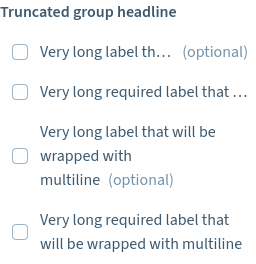 Truncated group headline
Very long label th… (optional)
Very long required label that …
Very long label that will be
wrapped with
multiline (optional)
Very long required label that
will be wrapped with multiline